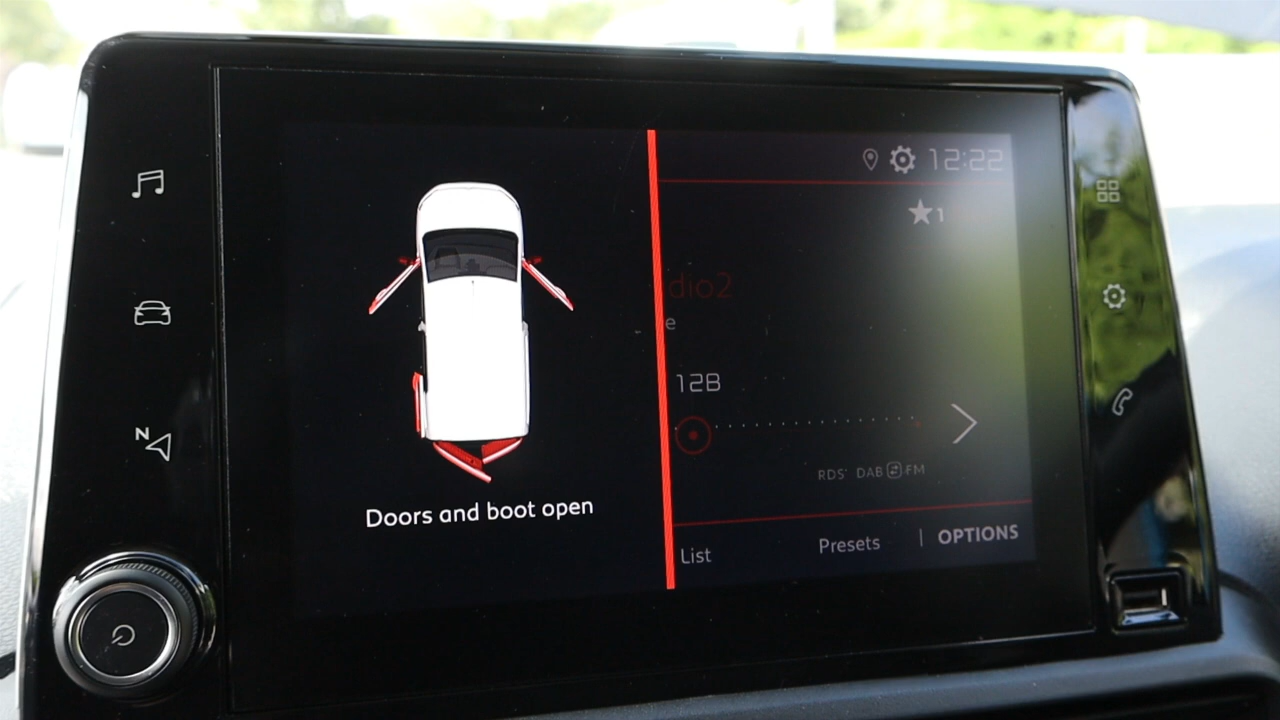 N
Doors and boot open
12:22
1
dio2
e
12B
RDS DAB FM
List
Presets | OPTIONS